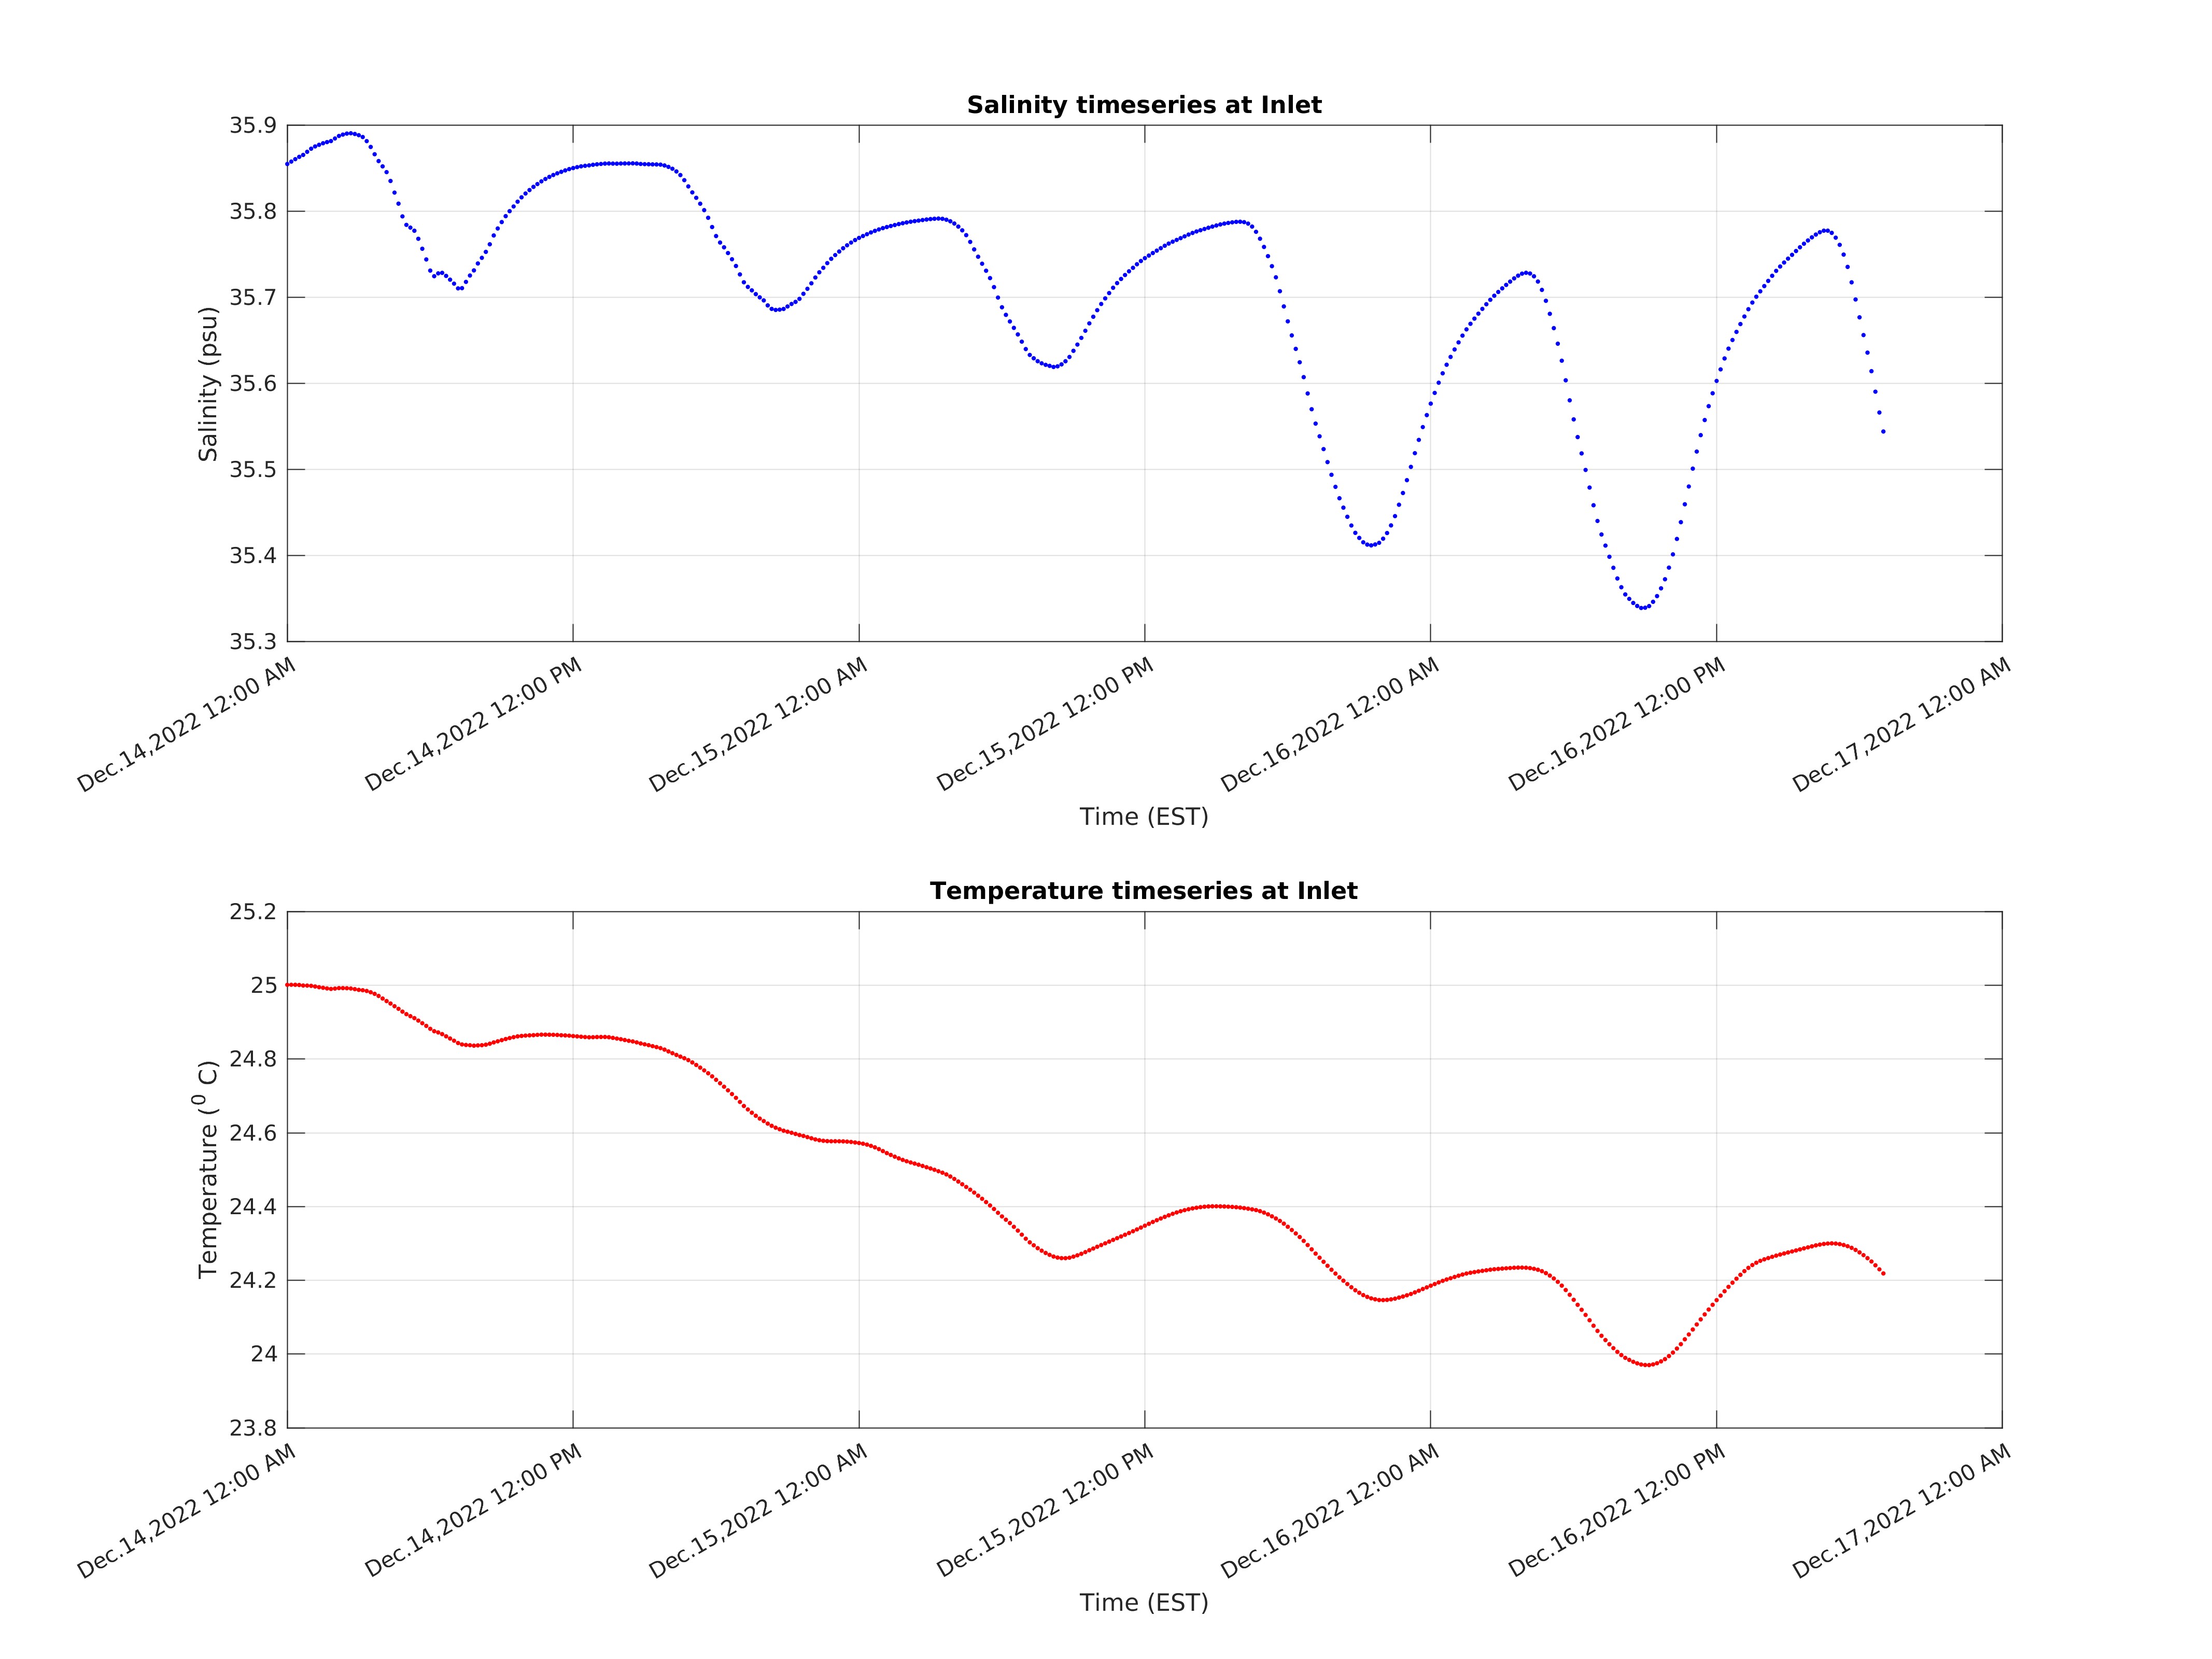 Salinity timeseries at Inlet
35.9
35.8
35.7
35.6
35.5
35.4
35.3
Salinity (psu)
Dec.14,2022 12:00 AM
Dec.14,2022 12:00 PM
Dec.15,2022 12:00 AM
Dec.15,2022 12:00 PM
Dec.16,2022 12:00 AM
Dec.16,2022 12:00 PM
Dec.17,2022 12:00 AM
Time (EST)
Temperature timeseries at Inlet
25.2
25
24.8
24.6
24.4
24.2
24
23.8
Temperature (⁰ C)
Dec.14,2022 12:00 AM
Dec.14,2022 12:00 PM
Dec.15,2022 12:00 AM
Dec.15,2022 12:00 PM
Dec.16,2022 12:00 AM
Dec.16,2022 12:00 PM
Dec.17,2022 12:00 AM
Time (EST)